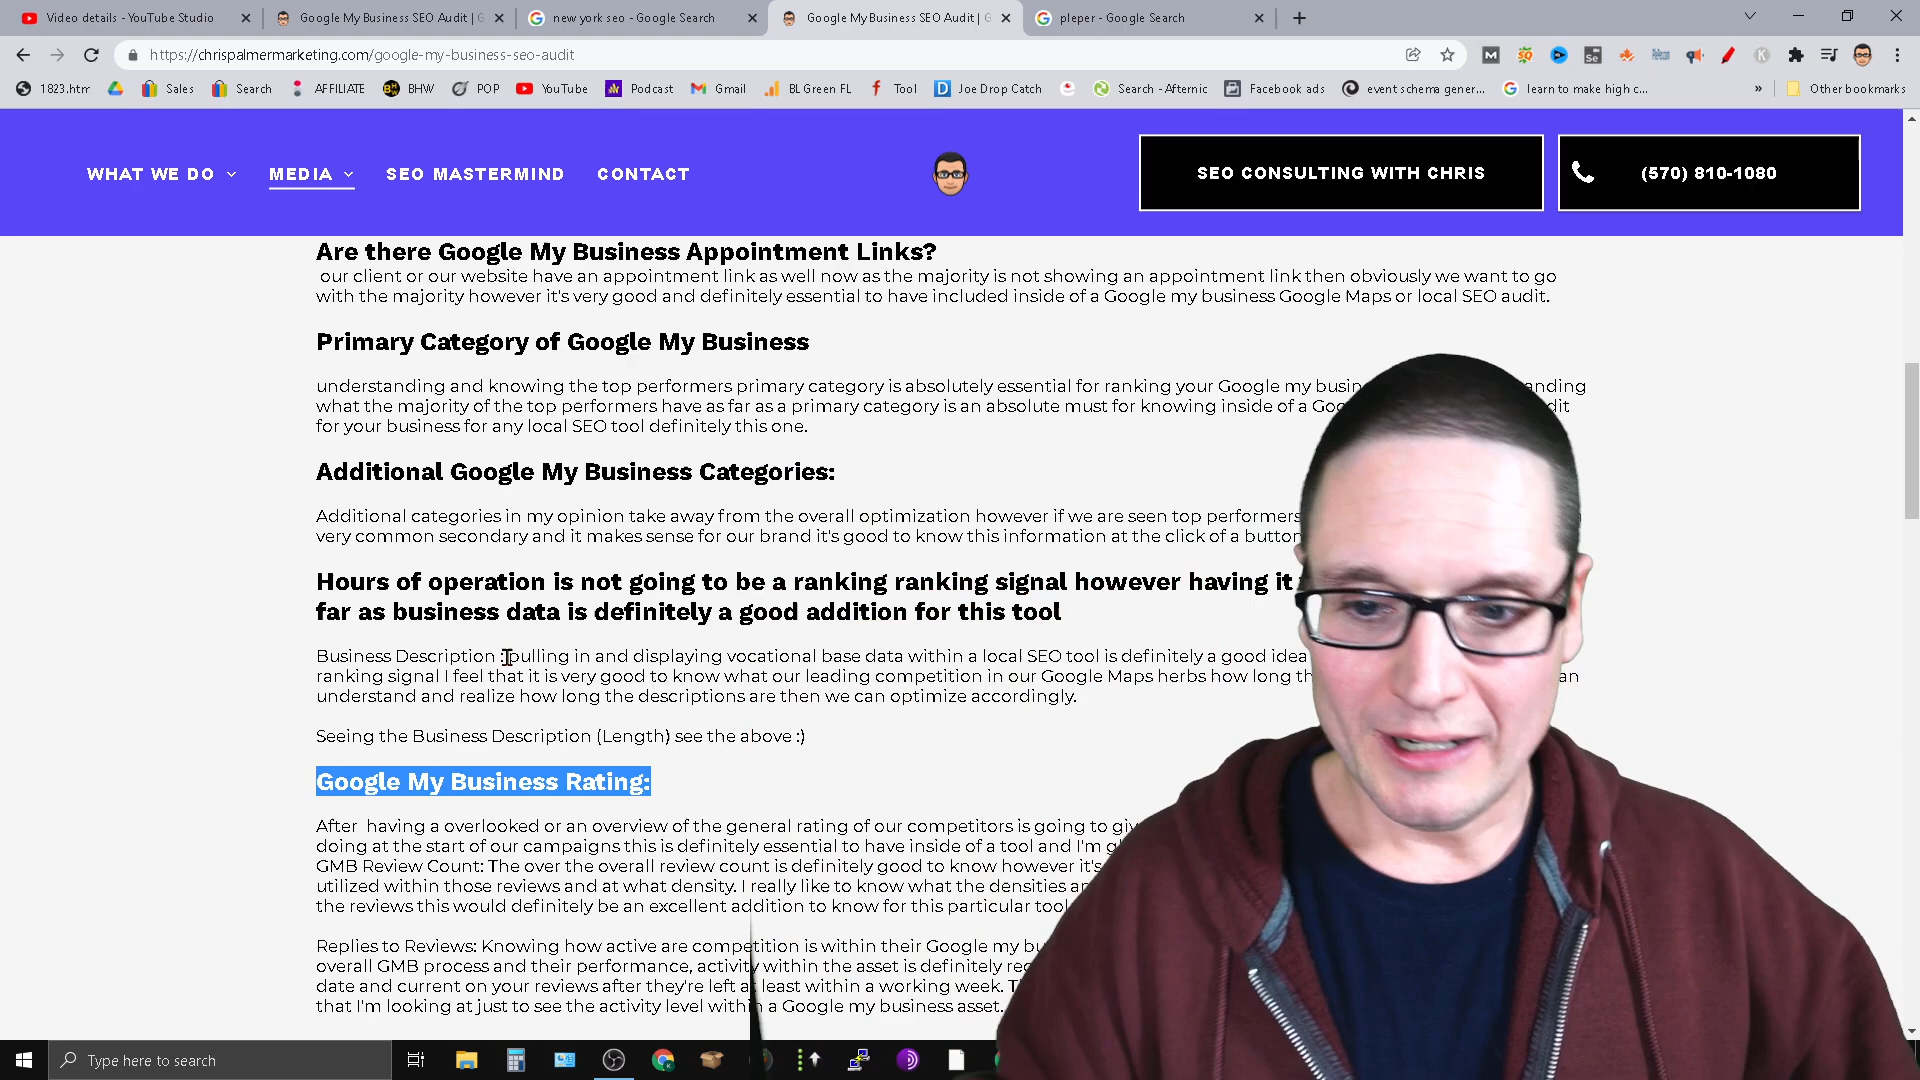 Video details - YouTube Studio
Google My Business SEO Audit | G
new york seo - Google Search
Google My Business SEO Audit | G
pleper - Google Search
https://chrispalmermarketing.com/google-my-business-seo-audit
1823.htm
Sales
Search
AFFILIATE
BHW
POP
YouTube
Podcast
Gmail
BL Green FL
Tool
Joe Drop Catch
Search - Afternic
Facebook ads
event schema gener...
learn to make high c...
»
Other bookmarks
WHAT WE DO
MEDIA
SEO MASTERMIND
CONTACT
SEO CONSULTING WITH CHRIS
(570) 810-1080
Are there Google My Business Appointment Links?
our client or our website have an appointment link as well now as the majority is not showing an appointment link then obviously we want to go
with the majority however it's very good and definitely essential to have included inside of a Google my business Google Maps or local SEO audit.
Primary Category of Google My Business
understanding and knowing the top performers primary category is absolutely essential for ranking your Google my
what the majority of the top performers have as far as a primary category is an absolute must for knowing inside of a
for your business for any local SEO tool definitely this one.
Additional Google My Business Categories:
Additional categories in my opinion take away from the overall optimization however if we are seen top performers
very common secondary and it makes sense for our brand it's good to know this information at the click of a button
Hours of operation is not going to be a ranking ranking signal however having it
far as business data is definitely a good addition for this tool
Business Description : pulling in and displaying vocational base data within a local SEO tool is definitely a good idea
ranking signal I feel that it is very good to know what our leading competition in our Google Maps herbs how long
understand and realize how long the descriptions are then we can optimize accordingly.
Seeing the Business Description (Length) see the above :)
Google My Business Rating:
After having a overlooked or an overview of the general rating of our competitors is going to
doing at the start of our campaigns this is definitely essential to have inside of a tool and I'm
GMB Review Count: The over the overall review count is definitely good to know however it's
utilized within those reviews and at what density. I really like to know what the densities
the reviews this would definitely be an excellent addition to know for this particular tool
Replies to Reviews: Knowing how active are competition is within their Google my
overall GMB process and their performance, activity within the asset is definitely
date and current on your reviews after they're left at least within a working week.
that I'm looking at just to see the activity level within a Google my business asset.
Type here to search